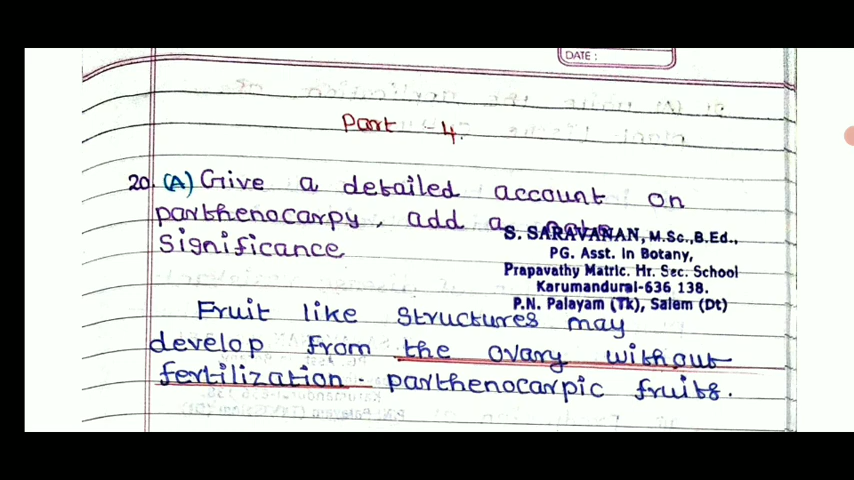 DATE :
Part 4.
20. (A) Give a detailed account on
parthenocarpy, add a
Significance
S. SARAVANAN, M.Sc.,B.Ed.,
PG. Asst. in Botany,
Prapavathy Matric. Hr. Sec. School
Karumandurai-636 138.
P.N. Palayam (Tk), Salem (Dt)
Fruit like structures may
develop from the ovary without
fertilization. parthenocarpic fruits.